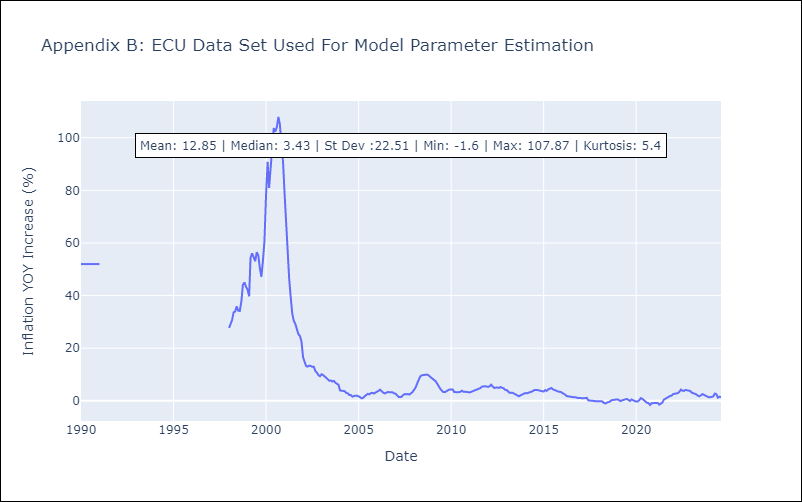 Appendix B: ECU Data Set Used For Model Parameter Estimation
Mean: 12.85 | Median: 3.43 | St Dev :22.51 | Min: -1.6 | Max: 107.87 | Kurtosis: 5.4
Inflation YOY Increase (%)
100
80
60
40
20
0
1990 1995 2000 2005 2010 2015 2020
Date